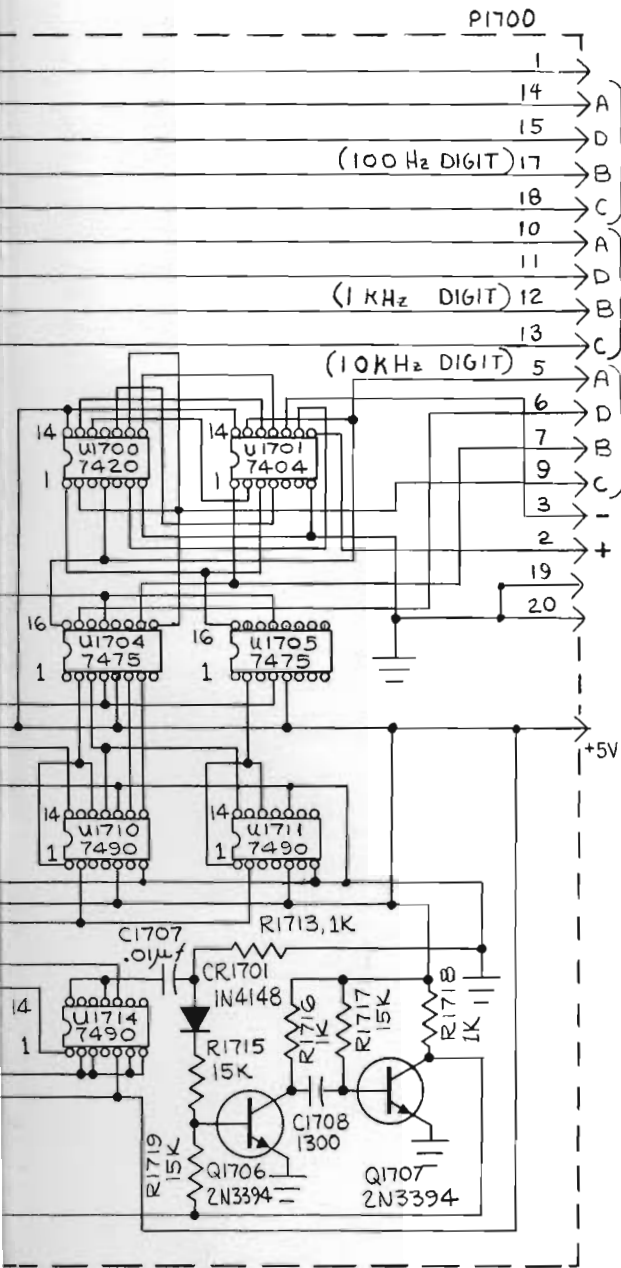 P1700
1
14 A
15 D
(100 Hz DIGIT) 17 B
18 C
10 A
11 D
(1 KHz DIGIT) 12 B
13 C
(10KHz DIGIT) 5 A
6 D
7 B
9 C
3 -
2 +
19
20
14 U1700 7420 1
14 U1701 7404 1
16 U1704 7475 1
16 U1705 7475 1
+5V
14 U1710 7490 1
14 U1711 7490 1
C1707
.01µf
R1713, 1K
CR1701
1N4148
14 U1714 7490 1
R1715
15K
R1716
1K
R1717
15K
R1718
1K
C1708
1300
R1719
15K
Q1706
2N3394
Q1707
2N3394